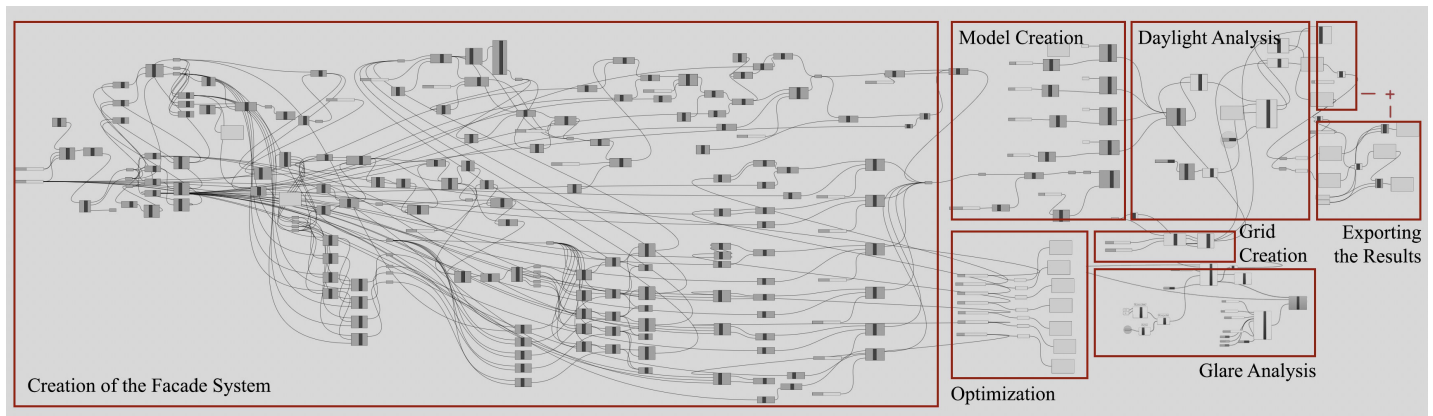 Model Creation
Daylight Analysis
Grid
Creation
Exporting
the Results
Creation of the Facade System
Optimization
Glare Analysis